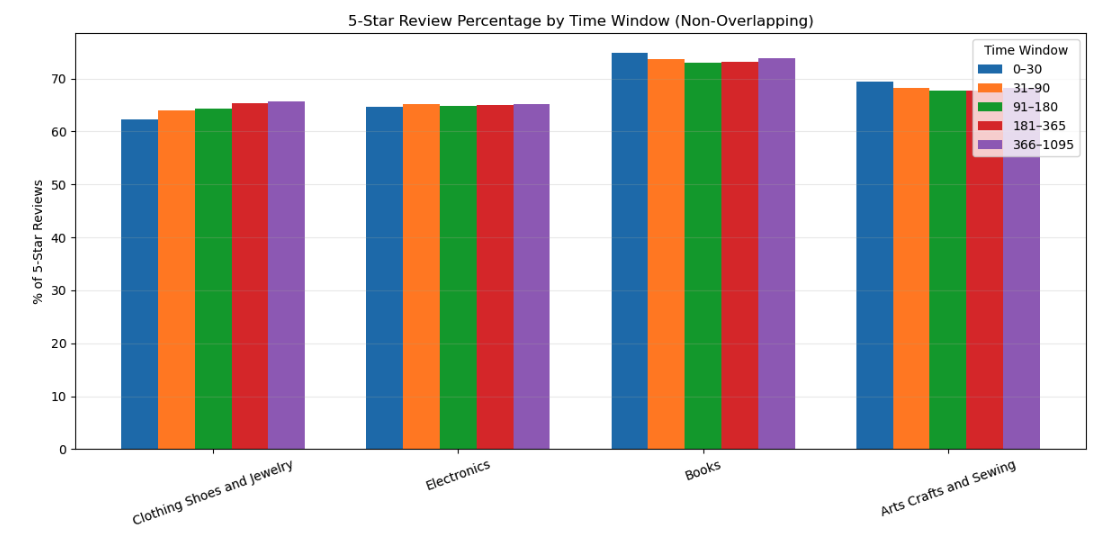 5-Star Review Percentage by Time Window (Non-Overlapping)
% of 5-Star Reviews
70
60
50
40
30
20
10
0
Time Window
0–30
31–90
91–180
181–365
366–1095
Clothing Shoes and Jewelry
Electronics
Books
Arts Crafts and Sewing